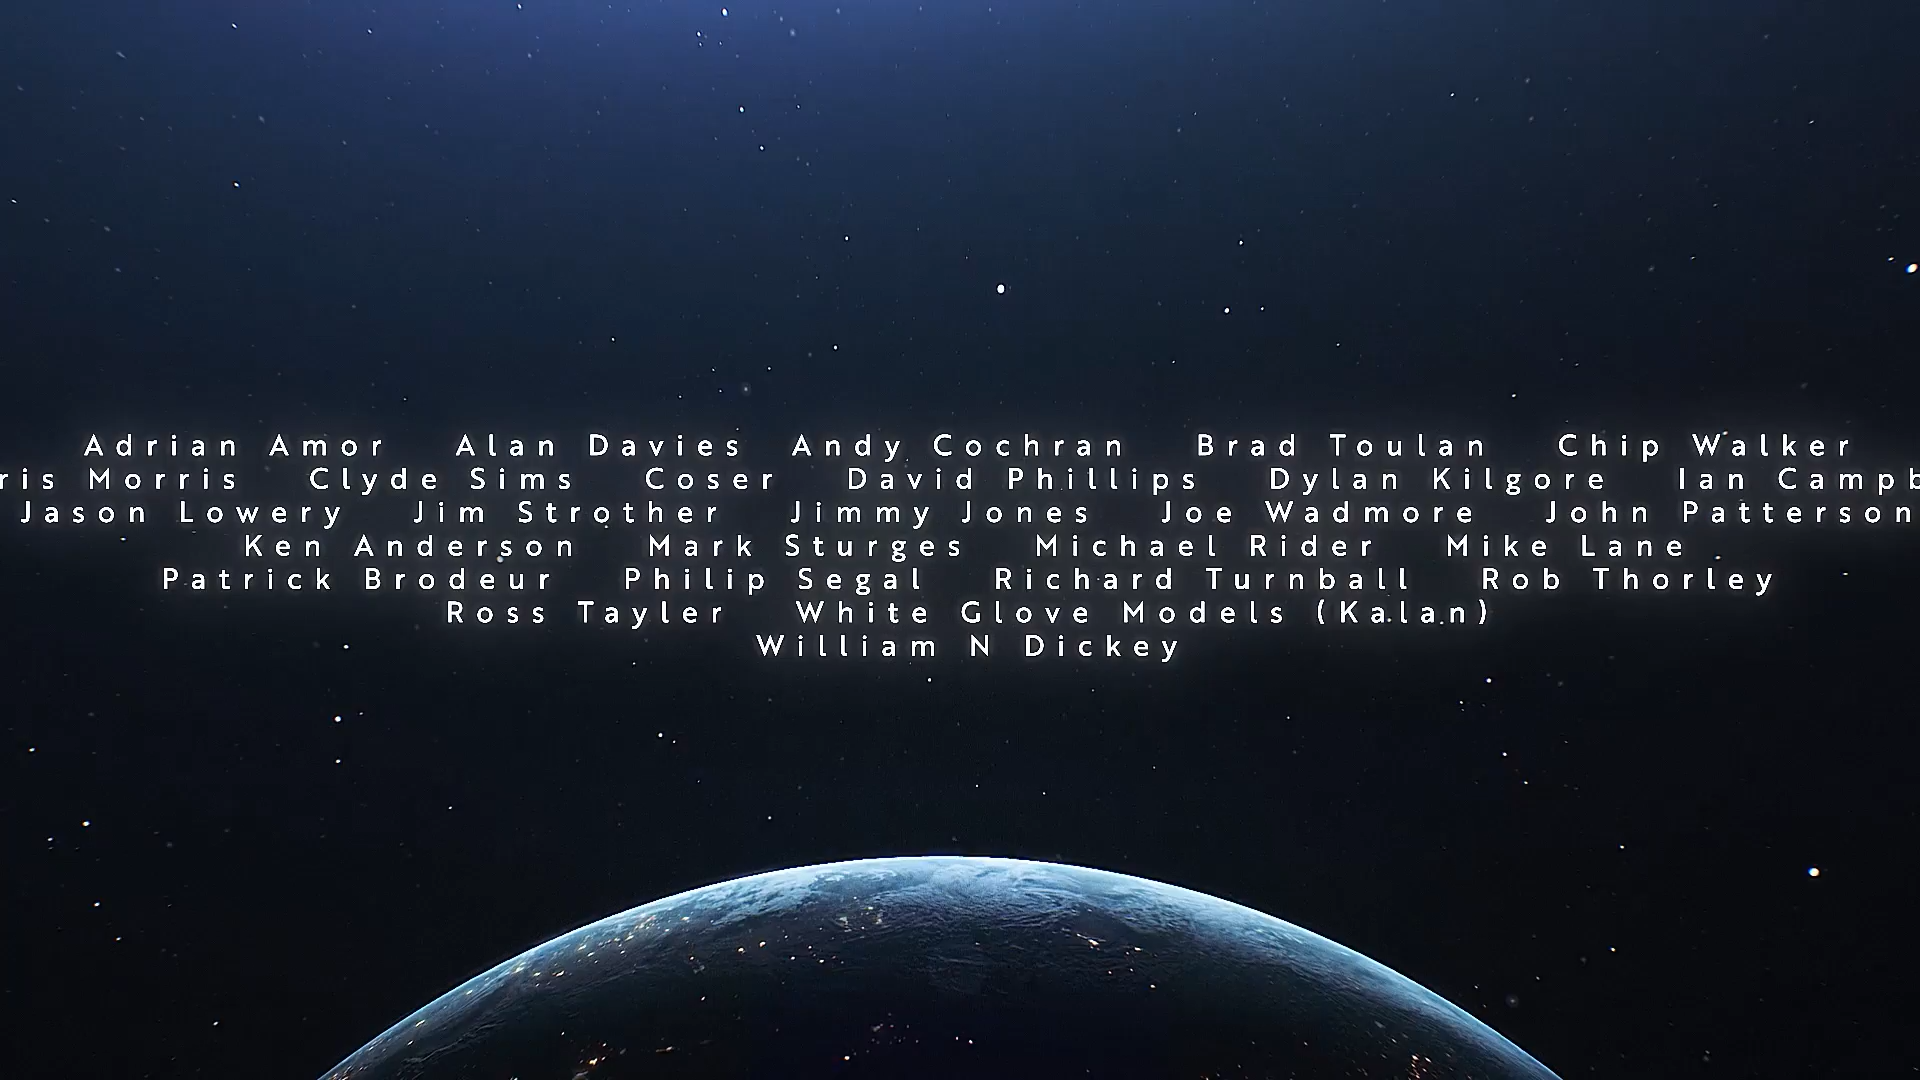 Adrian Amor Alan Davies Andy Cochran Brad Toulan Chip Walker
Morris Clyde Sims Coser David Phillips Dylan Kilgore Ian
Jason Lowery Jim Strother Jimmy Jones Joe Wadmore John Patterson
Ken Anderson Mark Sturges Michael Rider Mike Lane
Patrick Brodeur Philip Segal Richard Turnball Rob Thorley
Ross Tayler White Glove Models (Kalan)
William N Dickey